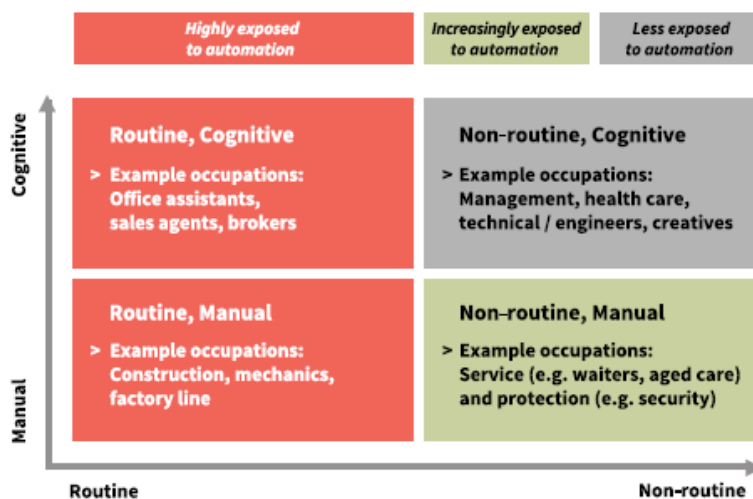 Highly exposed
to automation
Increasingly exposed
to automation
Less exposed
to automation
Cognitive
Routine, Cognitive
> Example occupations:
Office assistants,
sales agents, brokers
Non-routine, Cognitive
> Example occupations:
Management, health care,
technical / engineers, creatives
Manual
Routine, Manual
> Example occupations:
Construction, mechanics,
factory line
Non-routine, Manual
> Example occupations:
Service (e.g. waiters, aged care)
and protection (e.g. security)
Routine
Non-routine